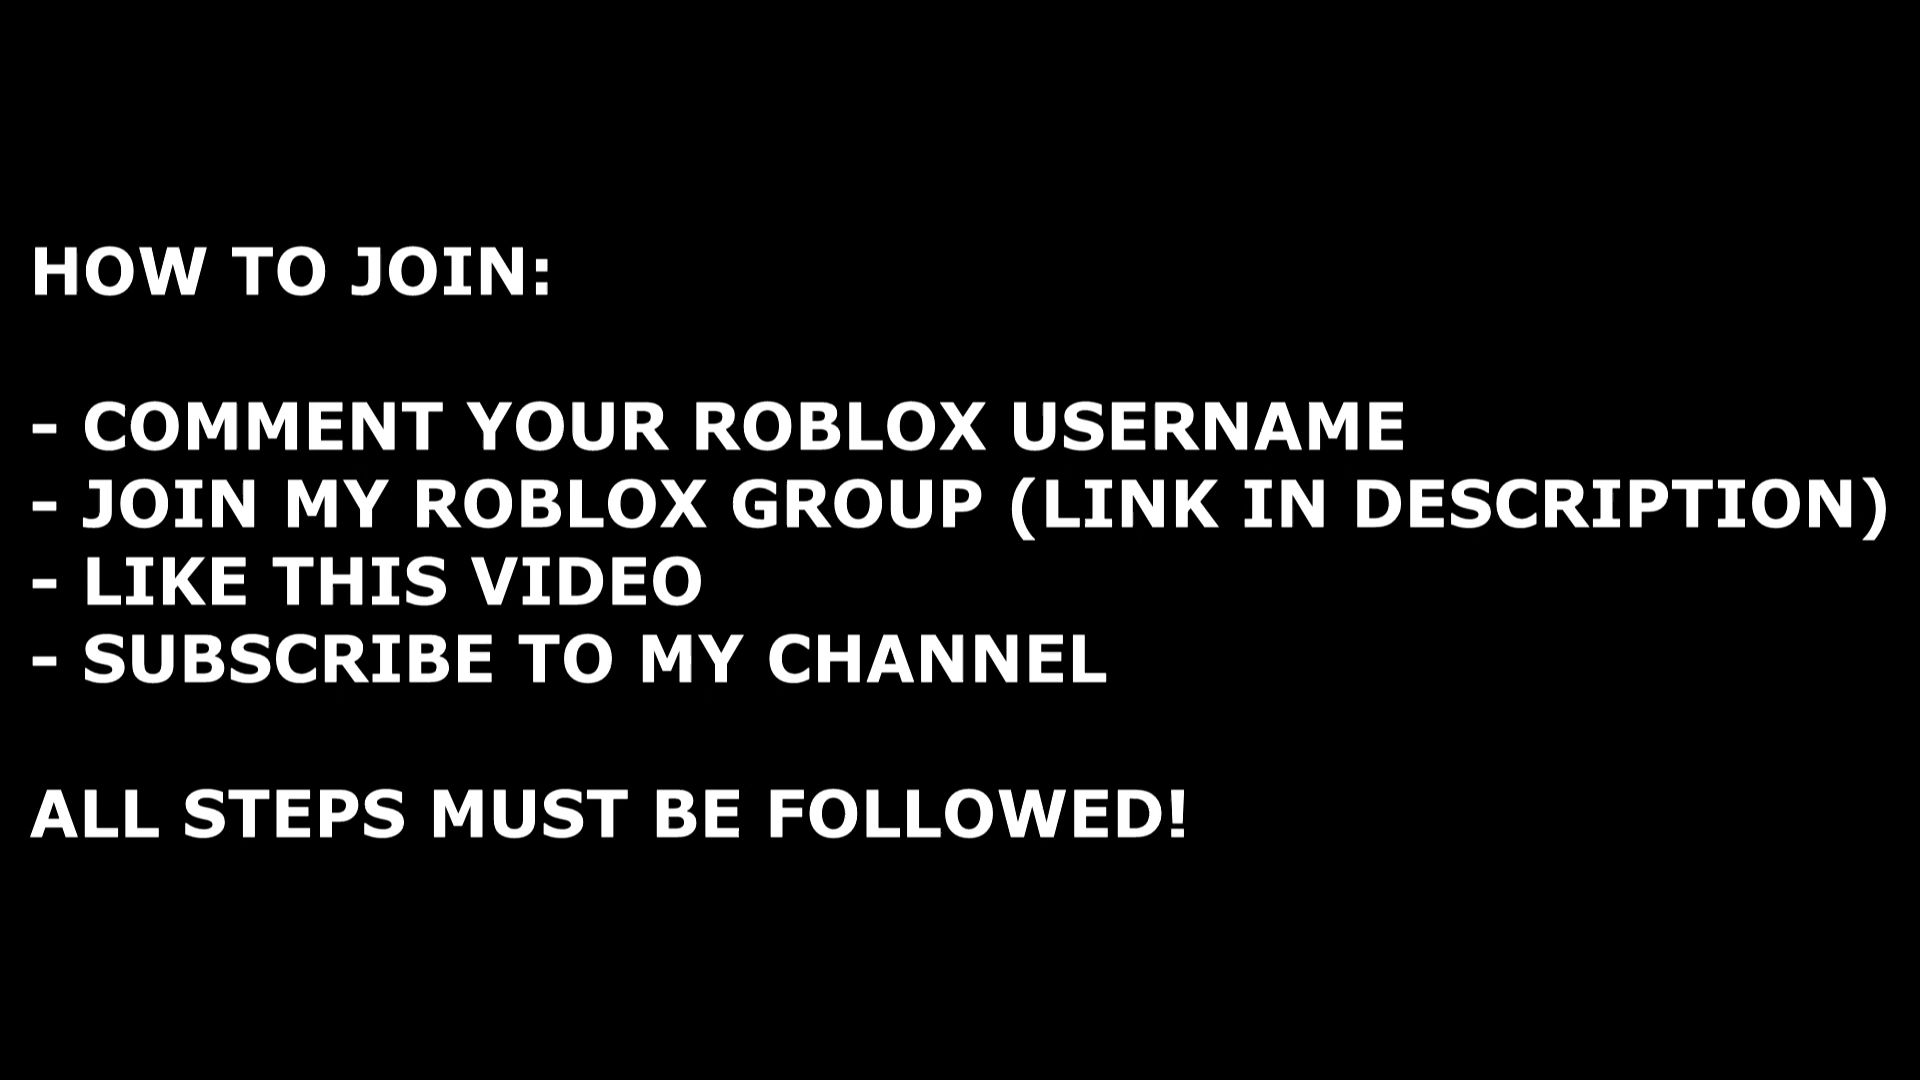 HOW TO JOIN:
- COMMENT YOUR ROBLOX USERNAME
- JOIN MY ROBLOX GROUP (LINK IN DESCRIPTION)
- LIKE THIS VIDEO
- SUBSCRIBE TO MY CHANNEL
ALL STEPS MUST BE FOLLOWED!